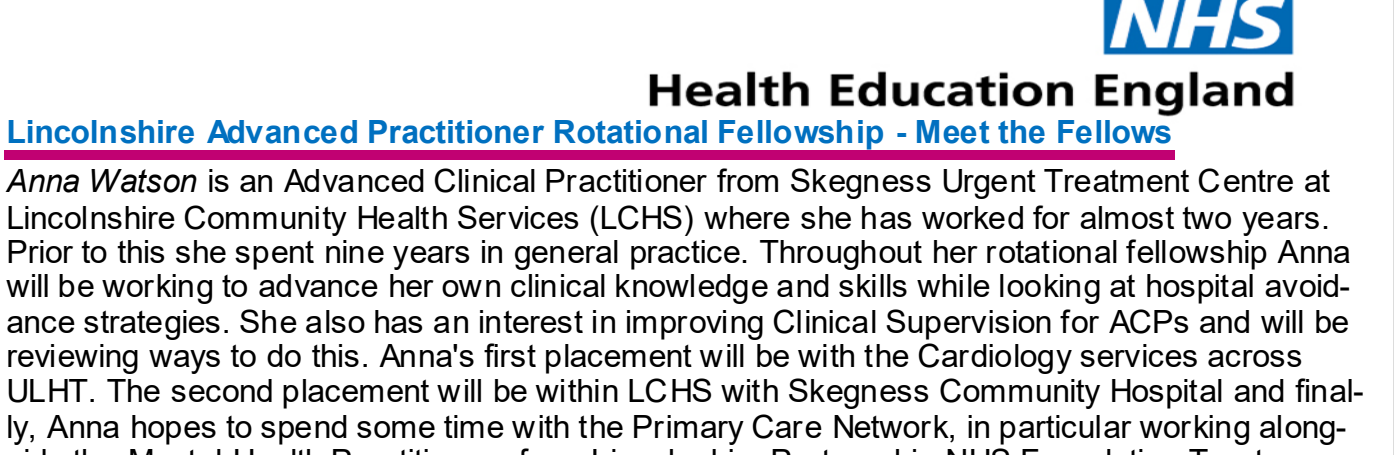 NHS
Health Education England
Lincolnshire Advanced Practitioner Rotational Fellowship - Meet the Fellows
Anna Watson is an Advanced Clinical Practitioner from Skegness Urgent Treatment Centre at
Lincolnshire Community Health Services (LCHS) where she has worked for almost two years.
Prior to this she spent nine years in general practice. Throughout her rotational fellowship Anna
will be working to advance her own clinical knowledge and skills while looking at hospital avoid-
ance strategies. She also has an interest in improving Clinical Supervision for ACPs and will be
reviewing ways to do this. Anna's first placement will be with the Cardiology services across
ULHT. The second placement will be within LCHS with Skegness Community Hospital and final-
ly, Anna hopes to spend some time with the Primary Care Network, in particular working along-